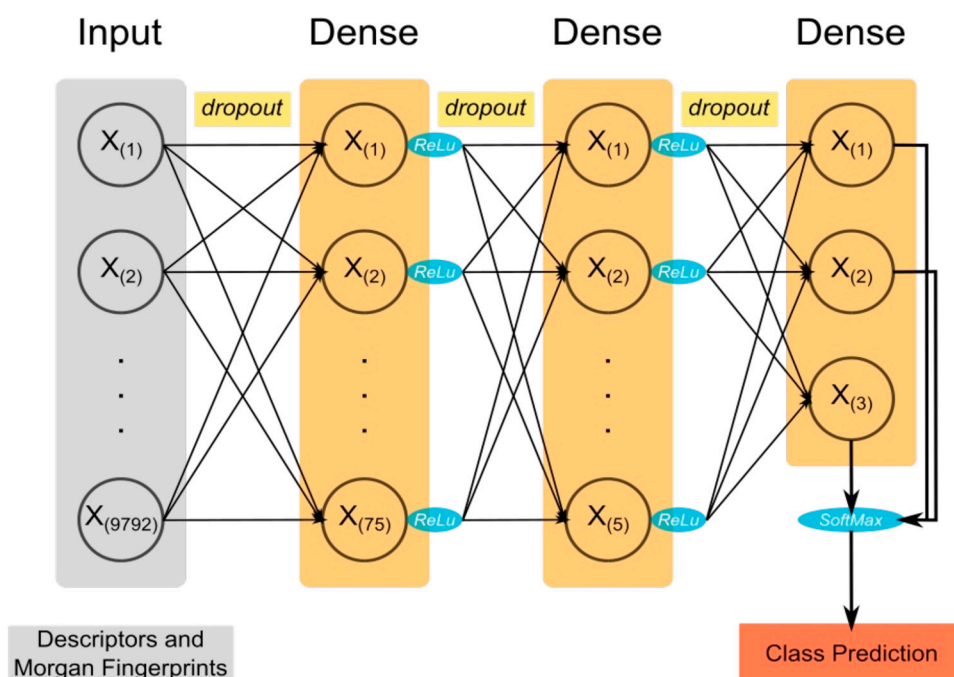 Input Dense Dense Dense
dropout dropout dropout
X(1) X(1) ReLu X(1) ReLu X(1)
X(2) X(2) ReLu X(2) ReLu X(2)
X(3)
X(9792) X(75) ReLu X(5) ReLu SoftMax
Descriptors and
Morgan Fingerprints
Class Prediction